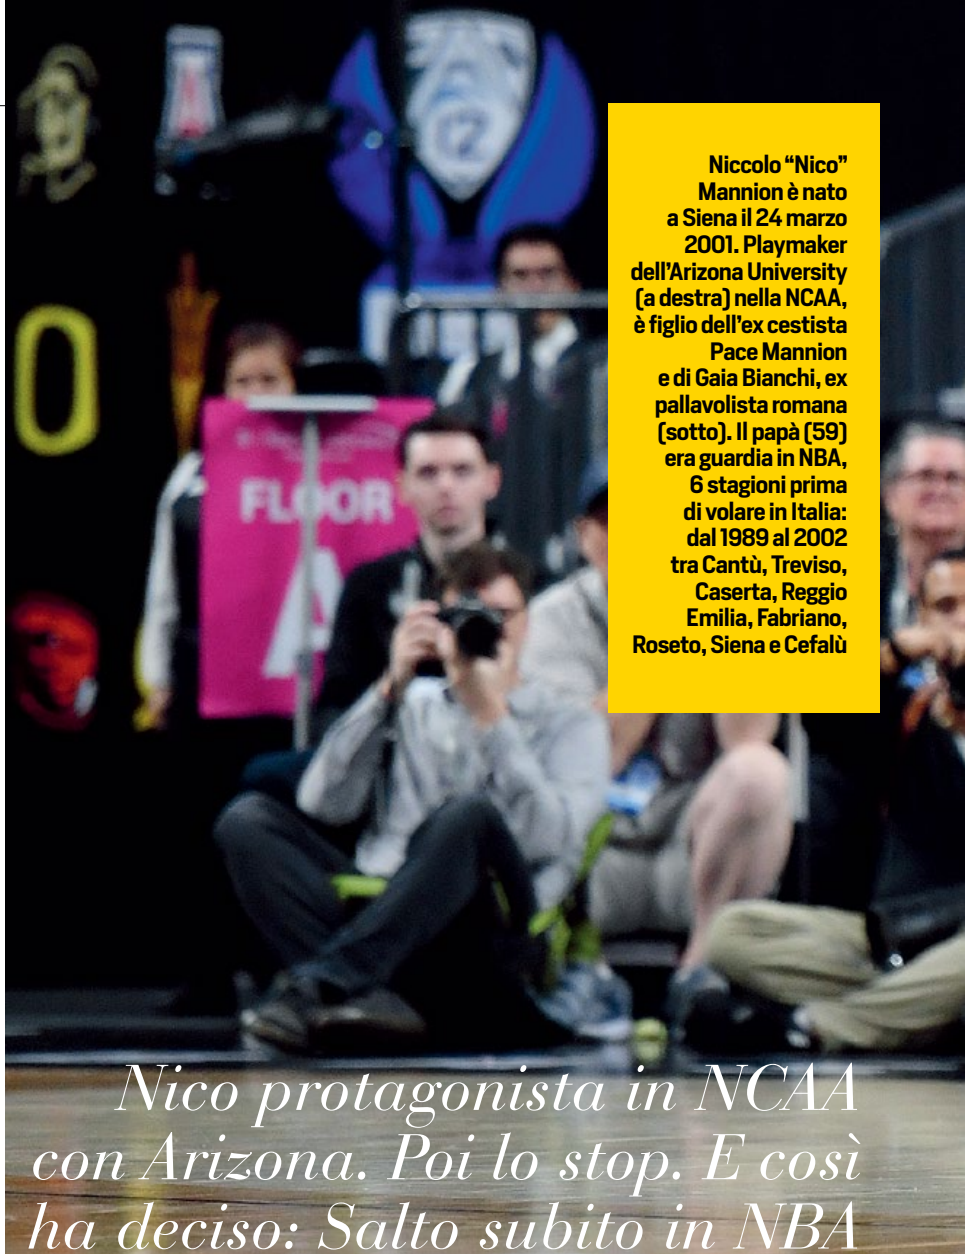 Niccolo “Nico”
Mannion è nato
a Siena il 24 marzo
2001. Playmaker
dell’Arizona University
(a destra) nella NCAA,
è figlio dell’ex cestista
Pace Mannion
e di Gaia Bianchi, ex
pallavolista romana
(sotto). Il papà (59)
era guardia in NBA,
6 stagioni prima
di volare in Italia:
dal 1989 al 2002
tra Cantù, Treviso,
Caserta, Reggio
Emilia, Fabriano,
Roseto, Siena e Cefalù
FLOOR
A
Nico protagonista in NCAA
con Arizona. Poi lo stop. E così
ha deciso: Salto subito in NBA